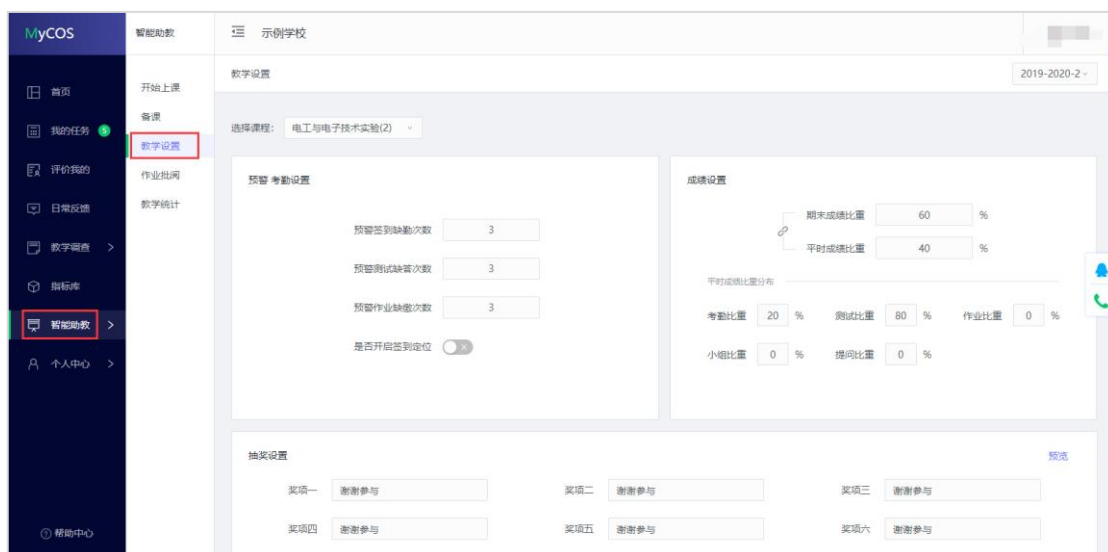 MyCOS
首页
我的任务 5
评价我的
日常反馈
教学调查 >
指标库
智能助教 >
个人中心 >
帮助中心
智能助教
开始上课
备课
教学设置
作业批阅
教学统计
示例学校
教学设置 2019-2020-2
选择课程: 电工与电子技术实验(2)
预警 考勤设置
预警签到缺勤次数 3
预警测试缺答次数 3
预警作业缺缴次数 3
是否开启签到定位
成绩设置
期末成绩比重 60 %
平时成绩比重 40 %
平时成绩比重分布
考勤比重 20 % 测试比重 80 % 作业比重 0 %
小组比重 0 % 提问比重 0 %
抽奖设置 预览
奖项一 谢谢参与 奖项二 谢谢参与 奖项三 谢谢参与
奖项四 谢谢参与 奖项五 谢谢参与 奖项六 谢谢参与